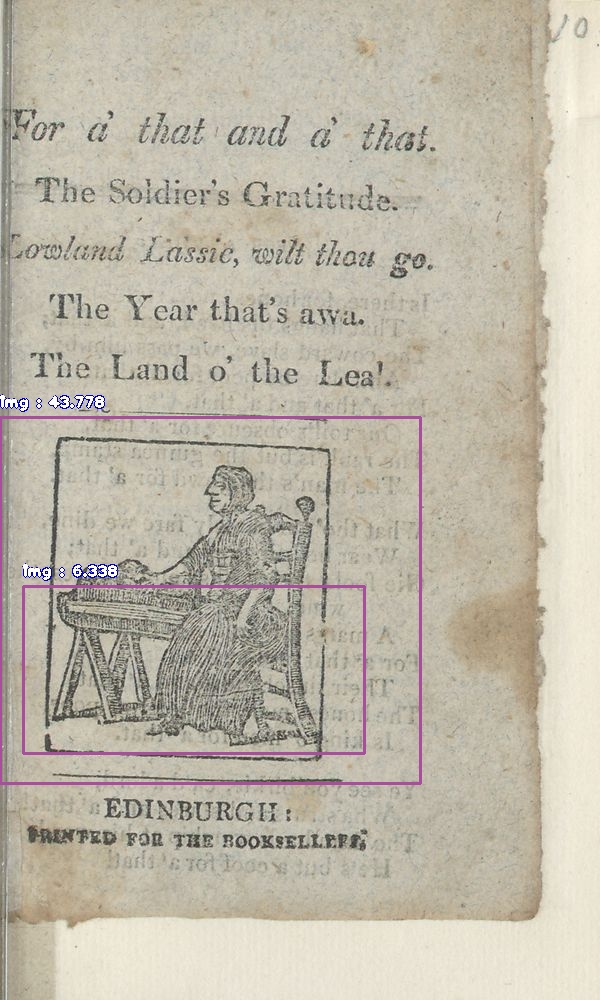 For a' that and a' that.
The Soldier's Gratitude.
Lowland Lassie, wilt thou go.
The Year that's awa.
The Land o' the Leal.
Img : 43.778
Img : 6.338
EDINBURGH:
PRINTED FOR THE BOOKSELLERS,
10